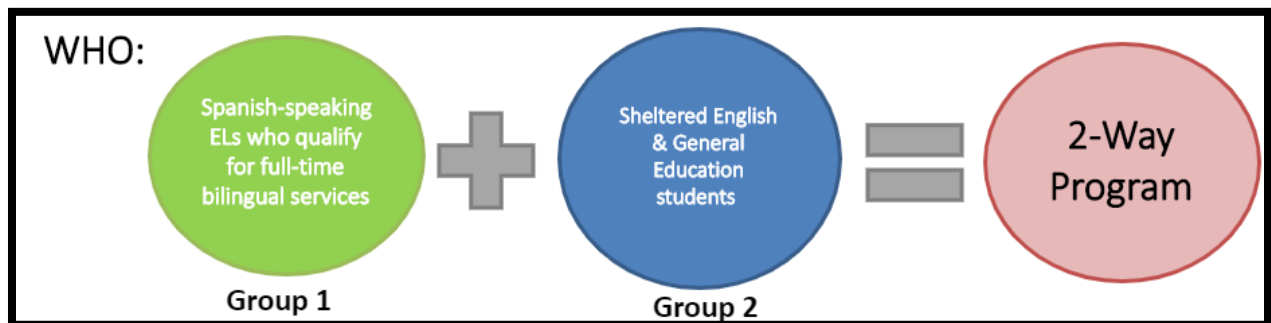 WHO:
Spanish-speaking
ELs who qualify
for full-time
bilingual services
Group 1
Sheltered English
& General
Education
students
Group 2
2-Way
Program